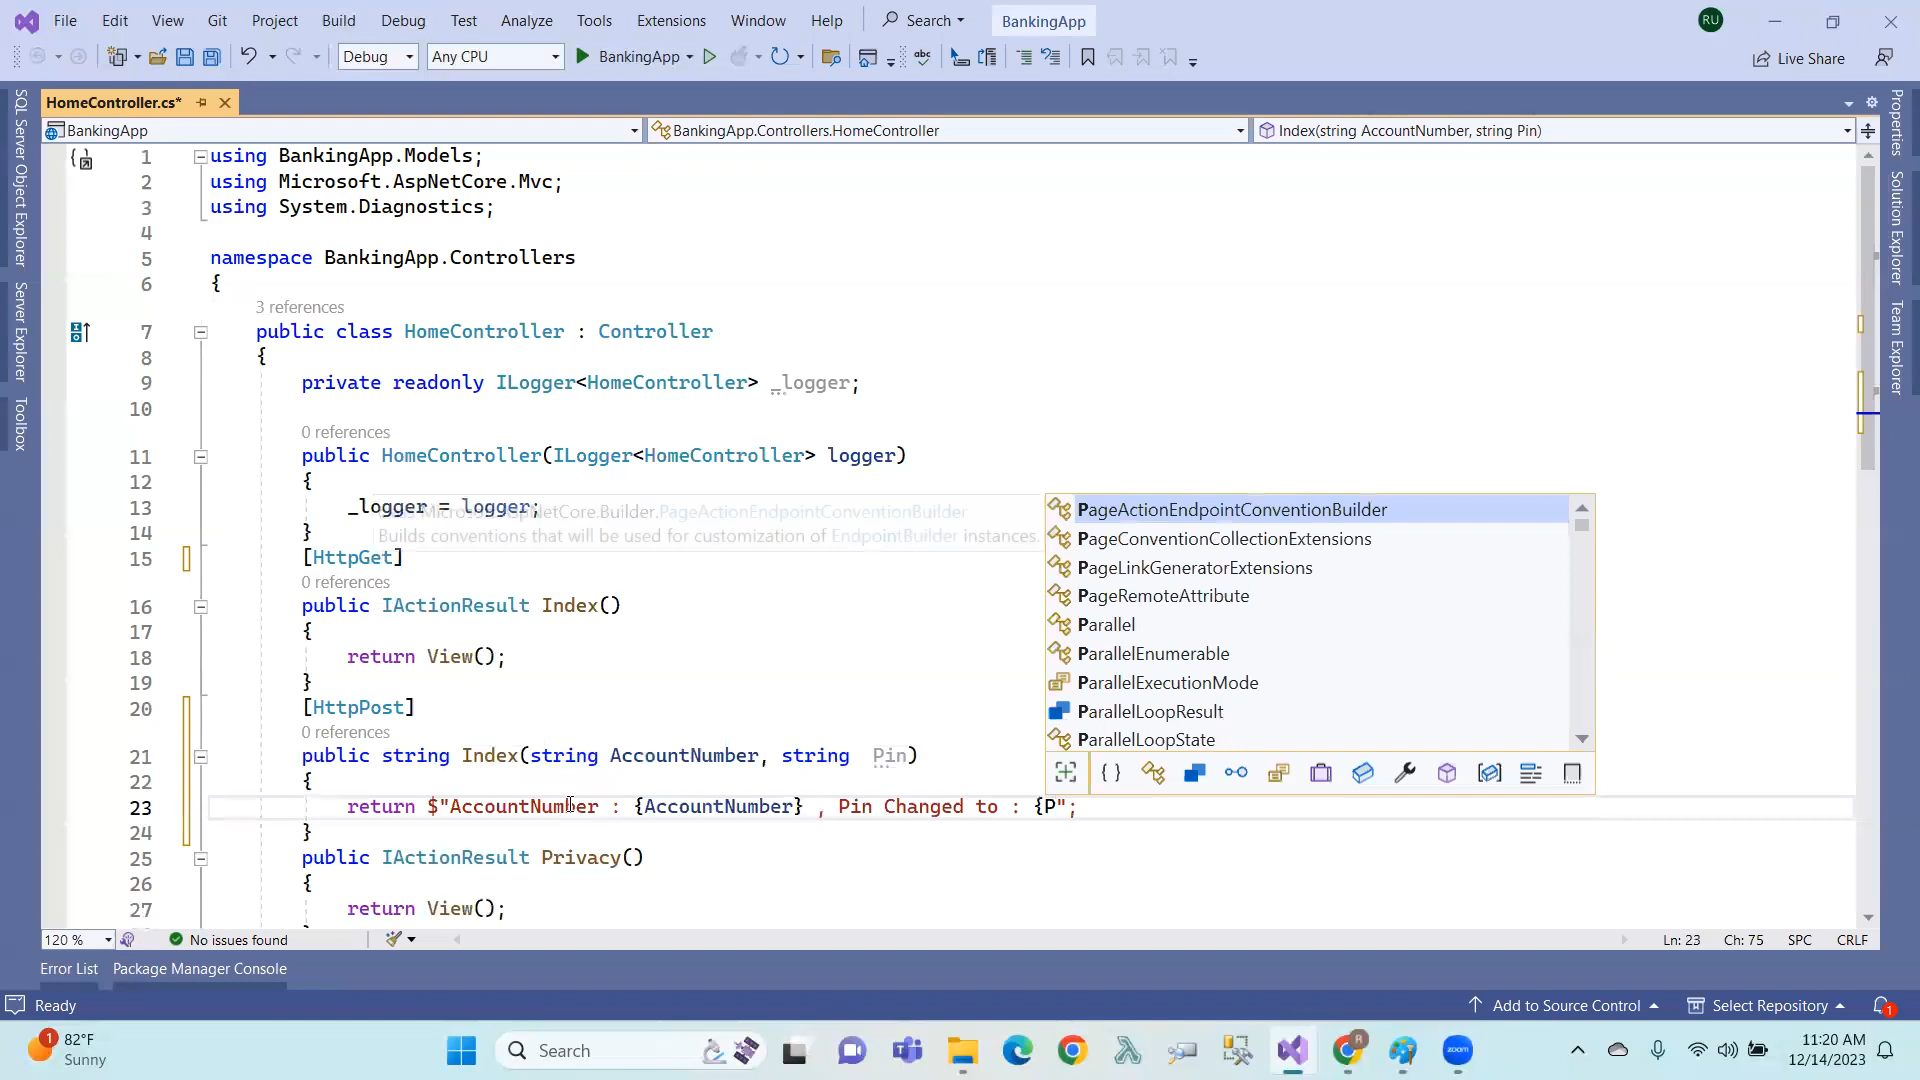 File Edit View Git Project Build Debug Test Analyze Tools Extensions Window Help Search BankingApp RU
Debug Any CPU BankingApp abc Live Share
HomeController.cs*
BankingApp BankingApp.Controllers.HomeController Index(string AccountNumber, string Pin)
SQL Server Object Explorer
Server Explorer
Toolbox
Properties
Solution Explorer
Team Explorer
1 using BankingApp.Models;
2 using Microsoft.AspNetCore.Mvc;
3 using System.Diagnostics;
4
5 namespace BankingApp.Controllers
6 {
3 references
7 public class HomeController : Controller
8 {
9 private readonly ILogger<HomeController> _logger;
10
0 references
11 public HomeController(ILogger<HomeController> logger)
12 {
13 _logger = logger;
14 }
15 [HttpGet]
0 references
16 public IActionResult Index()
17 {
18 return View();
19 }
20 [HttpPost]
0 references
21 public string Index(string AccountNumber, string Pin)
22 {
23 return $"AccountNumber : {AccountNumber} , Pin Changed to : {P";
24 }
25 public IActionResult Privacy()
26 {
27 return View();
Microsoft.AspNetCore.Builder.PageActionEndpointConventionBuilder
Builds conventions that will be used for customization of EndpointBuilder instances.
PageActionEndpointConventionBuilder
PageConventionCollectionExtensions
PageLinkGeneratorExtensions
PageRemoteAttribute
Parallel
ParallelEnumerable
ParallelExecutionMode
ParallelLoopResult
ParallelLoopState
120 % No issues found Ln: 23 Ch: 75 SPC CRLF
Error List Package Manager Console
Ready Add to Source Control Select Repository 1
1 82°F
Sunny
Search
R
zoom
11:20 AM
12/14/2023